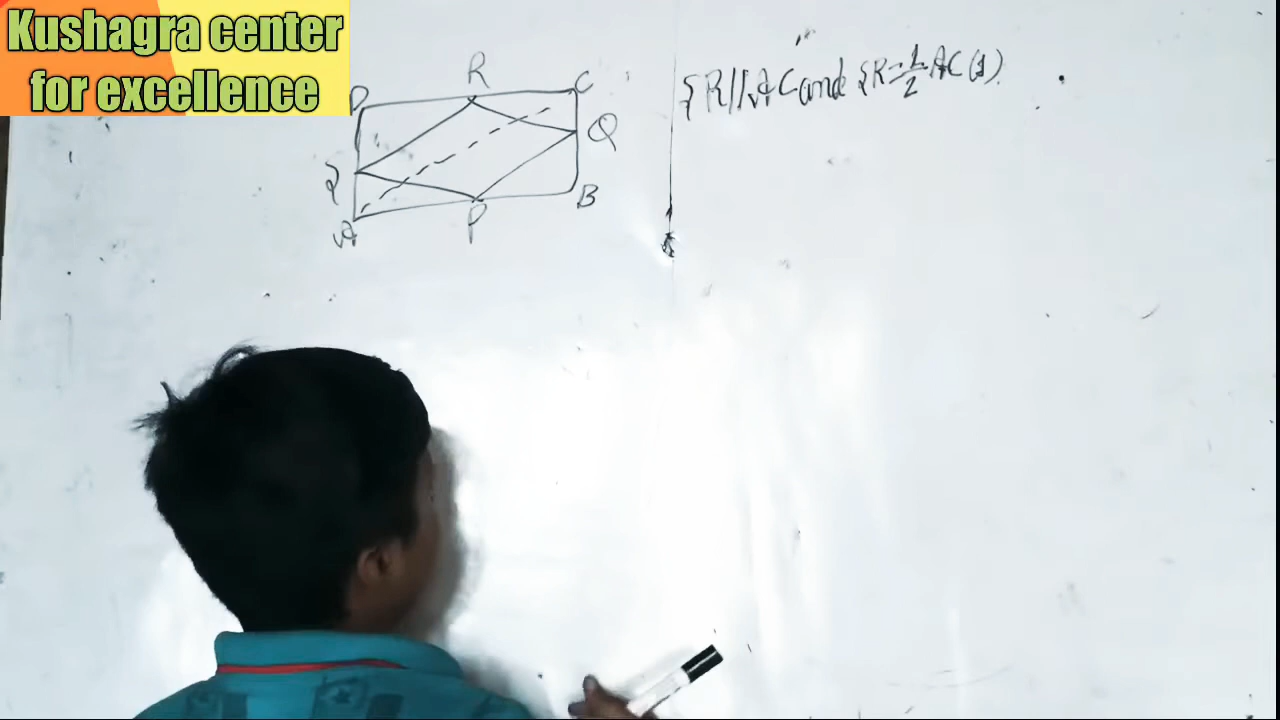 Kushagra center
for excellence
D R C
S Q
A P B
SR || AC and SR = 1/2 AC (1).